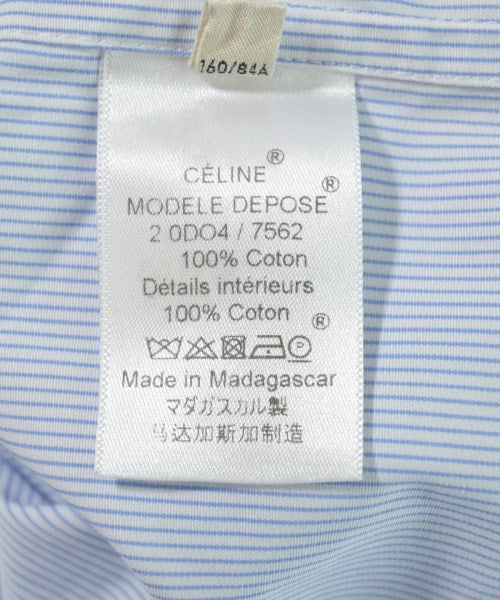 160/84A
CÉLINE®
MODELE DEPOSE®
2 0DO4 / 7562
100% Coton
Détails intérieurs
100% Coton®
P
Made in Madagascar
マダガスカル製
马达加斯加制造